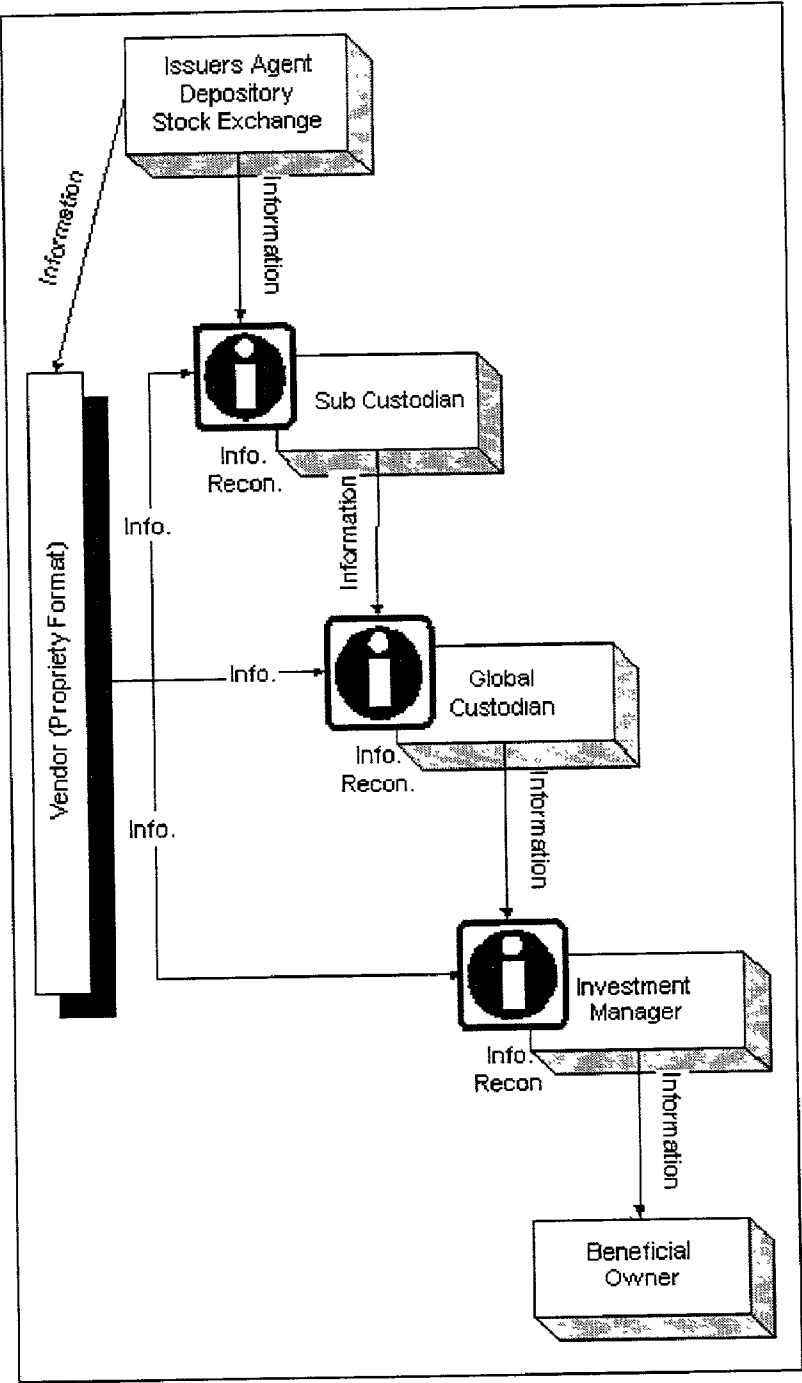 Issuers Agent
Depository
Stock Exchange
Information
Information
Sub Custodian
Info.
Recon.
Info.
Information
Vendor (Propriety Format)
Info.
Global
Custodian
Info.
Recon.
Information
Info.
Investment
Manager
Info.
Recon
Information
Beneficial
Owner